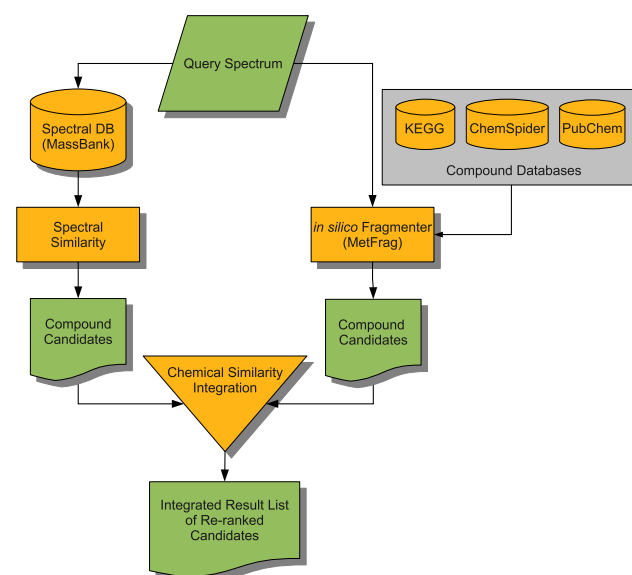 Query Spectrum
Spectral DB
(MassBank)
KEGG
ChemSpider
PubChem
Compound Databases
Spectral
Similarity
in silico Fragmenter
(MetFrag)
Compound
Candidates
Compound
Candidates
Chemical Similarity
Integration
Integrated Result List
of Re-ranked
Candidates